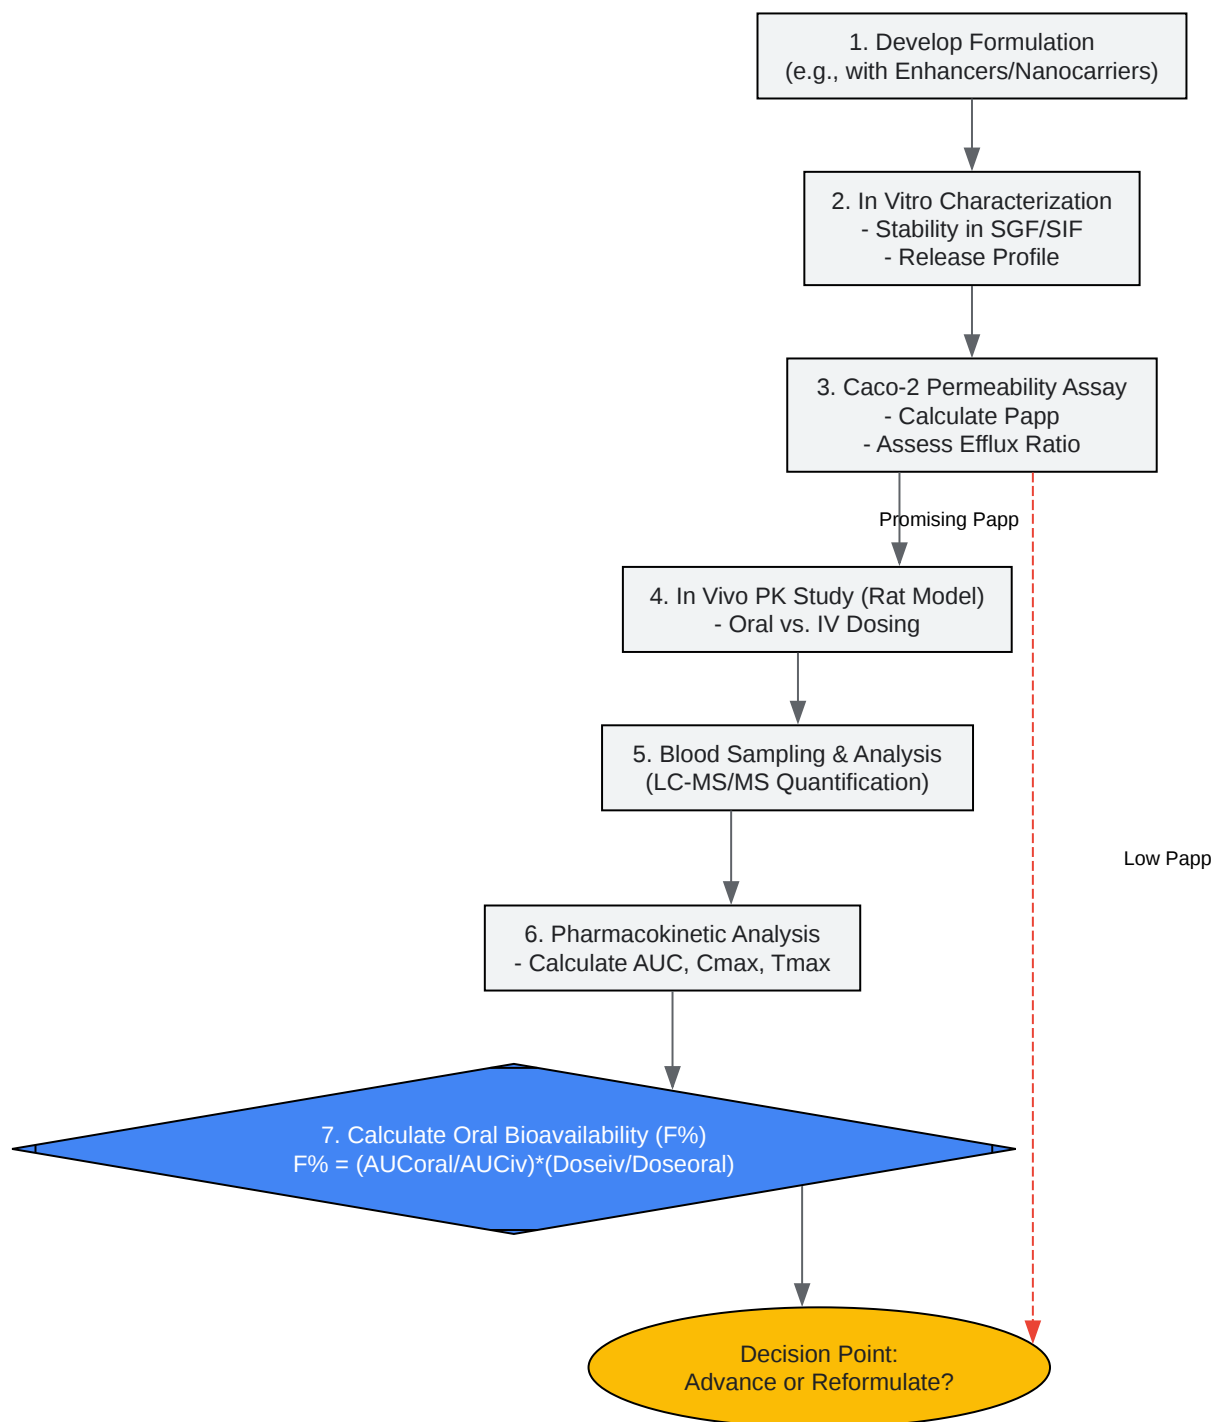 1. Develop Formulation
(e.g., with Enhancers/Nanocarriers)
2. In Vitro Characterization
- Stability in SGF/SIF
- Release Profile
3. Caco-2 Permeability Assay
- Calculate Papp
- Assess Efflux Ratio
Promising Papp
4. In Vivo PK Study (Rat Model)
- Oral vs. IV Dosing
5. Blood Sampling & Analysis
(LC-MS/MS Quantification)
Low Papp
6. Pharmacokinetic Analysis
- Calculate AUC, Cmax, Tmax
7. Calculate Oral Bioavailability (F%)
F% = (AUCoral/AUCiv)*(Doseiv/Doseoral)
Decision Point:
Advance or Reformulate?